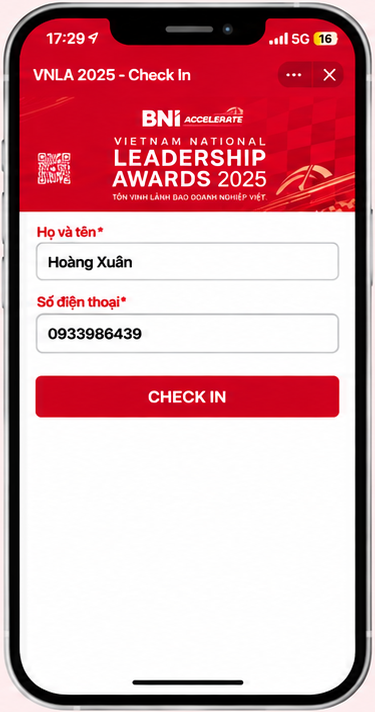 17:29 5G 16
VNLA 2025 - Check In
BNI ACCELERATE
VIETNAM NATIONAL
LEADERSHIP
AWARDS 2025
TÔN VINH LÃNH ĐẠO DOANH NGHIỆP VIỆT
Họ và tên*
Hoàng Xuân
Số điện thoại*
0933986439
CHECK IN